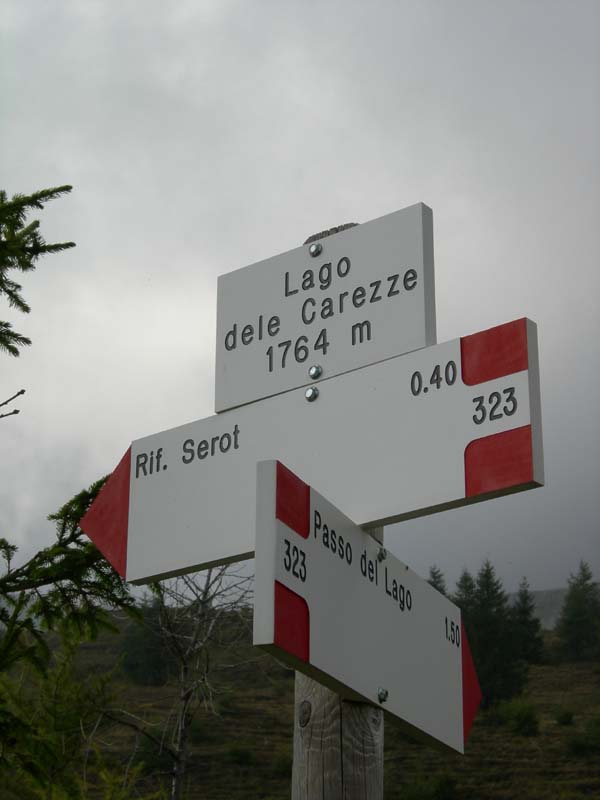 Lago
dele Carezze
1764 m
Rif. Serot
0.40
323
323
Passo del Lago
1.50